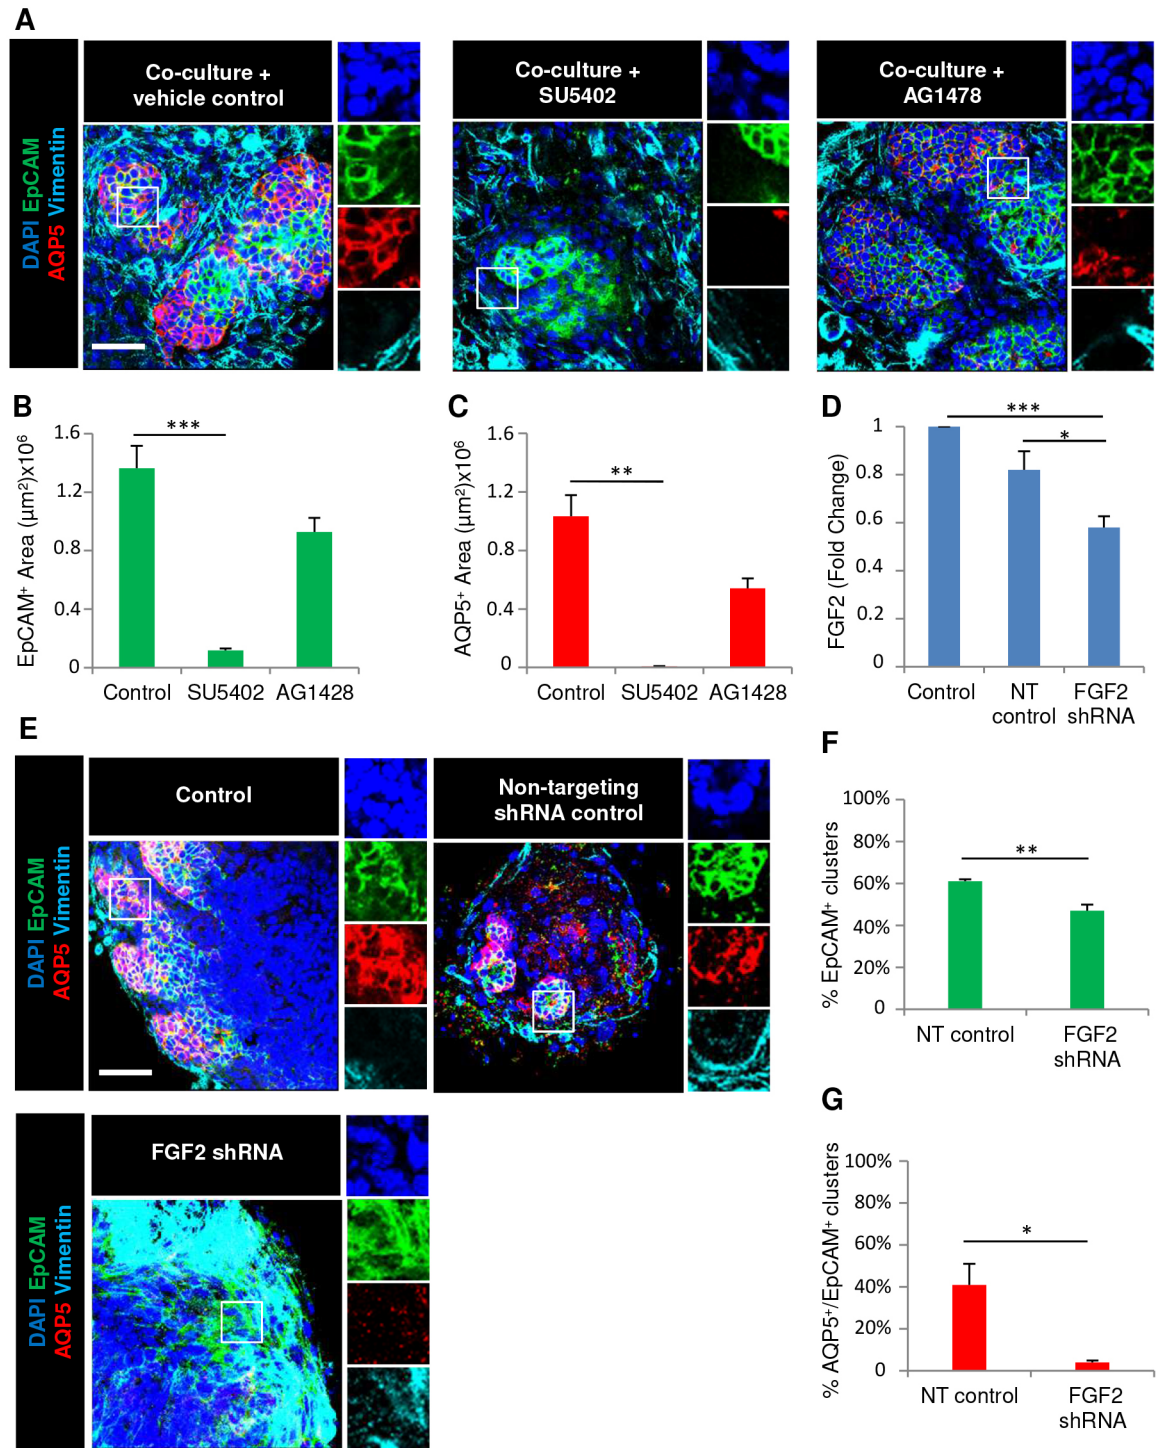 A
DAPI EpCAM
AQP5 Vimentin
Co-culture +
vehicle control
Co-culture +
SU5402
Co-culture +
AG1478
B
EpCAM⁺ Area (µm²)x10⁶
1.6
1.2
0.8
0.4
0
***
Control
SU5402
AG1428
C
AQP5⁺ Area (µm²)x10⁶
1.6
1.2
0.8
0.4
0
**
Control
SU5402
AG1428
D
FGF2 (Fold Change)
1
0.8
0.6
0.4
0.2
0
***
*
Control
NT
control
FGF2
shRNA
E
DAPI EpCAM
AQP5 Vimentin
Control
Non-targeting
shRNA control
DAPI EpCAM
AQP5 Vimentin
FGF2 shRNA
F
% EpCAM⁺ clusters
100%
80%
60%
40%
20%
0
**
NT control
FGF2
shRNA
G
% AQP5⁺/EpCAM⁺ clusters
100%
80%
60%
40%
20%
0
*
NT control
FGF2
shRNA